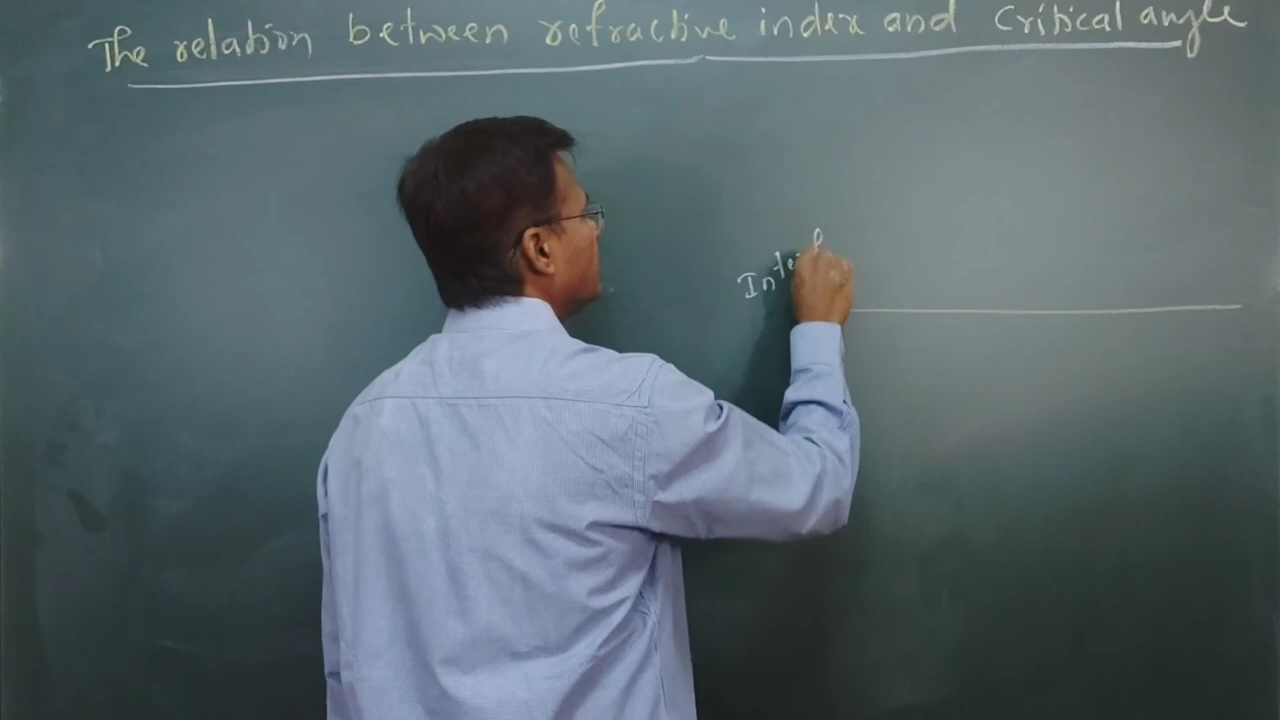 The relation between refractive index and Critical angle